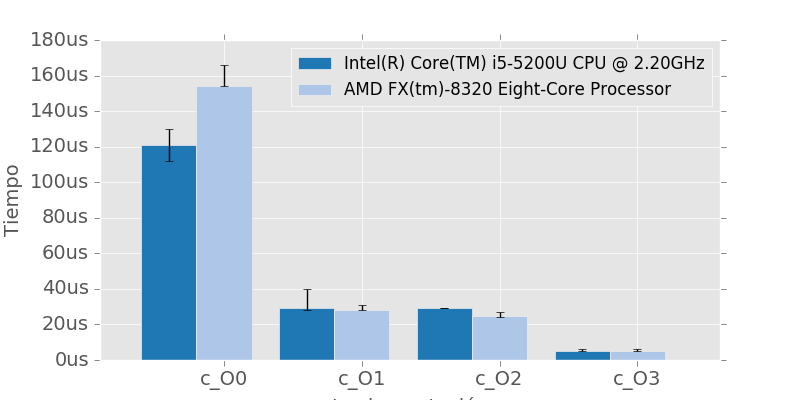 180us
160us
140us
120us
100us
80us
60us
40us
20us
0us
Tiempo
Intel(R) Core(TM) i5-5200U CPU @ 2.20GHz
AMD FX(tm)-8320 Eight-Core Processor
c_O0 c_O1 c_O2 c_O3